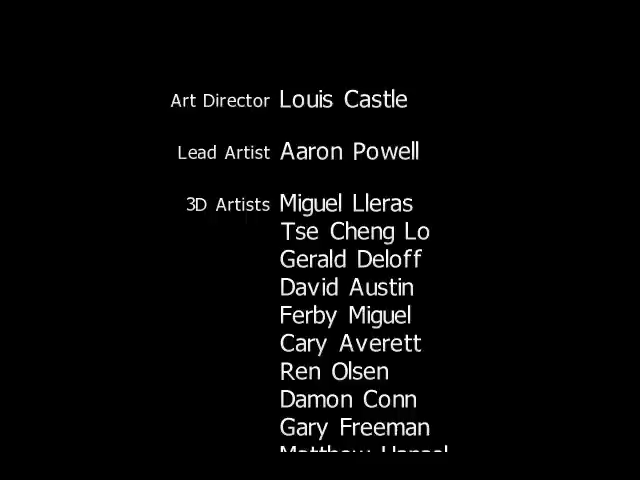 Art Director Louis Castle
Lead Artist Aaron Powell
3D Artists Miguel Lleras
Tse Cheng Lo
Gerald Deloff
David Austin
Ferby Miguel
Cary Averett
Ren Olsen
Damon Conn
Gary Freeman
Matthew